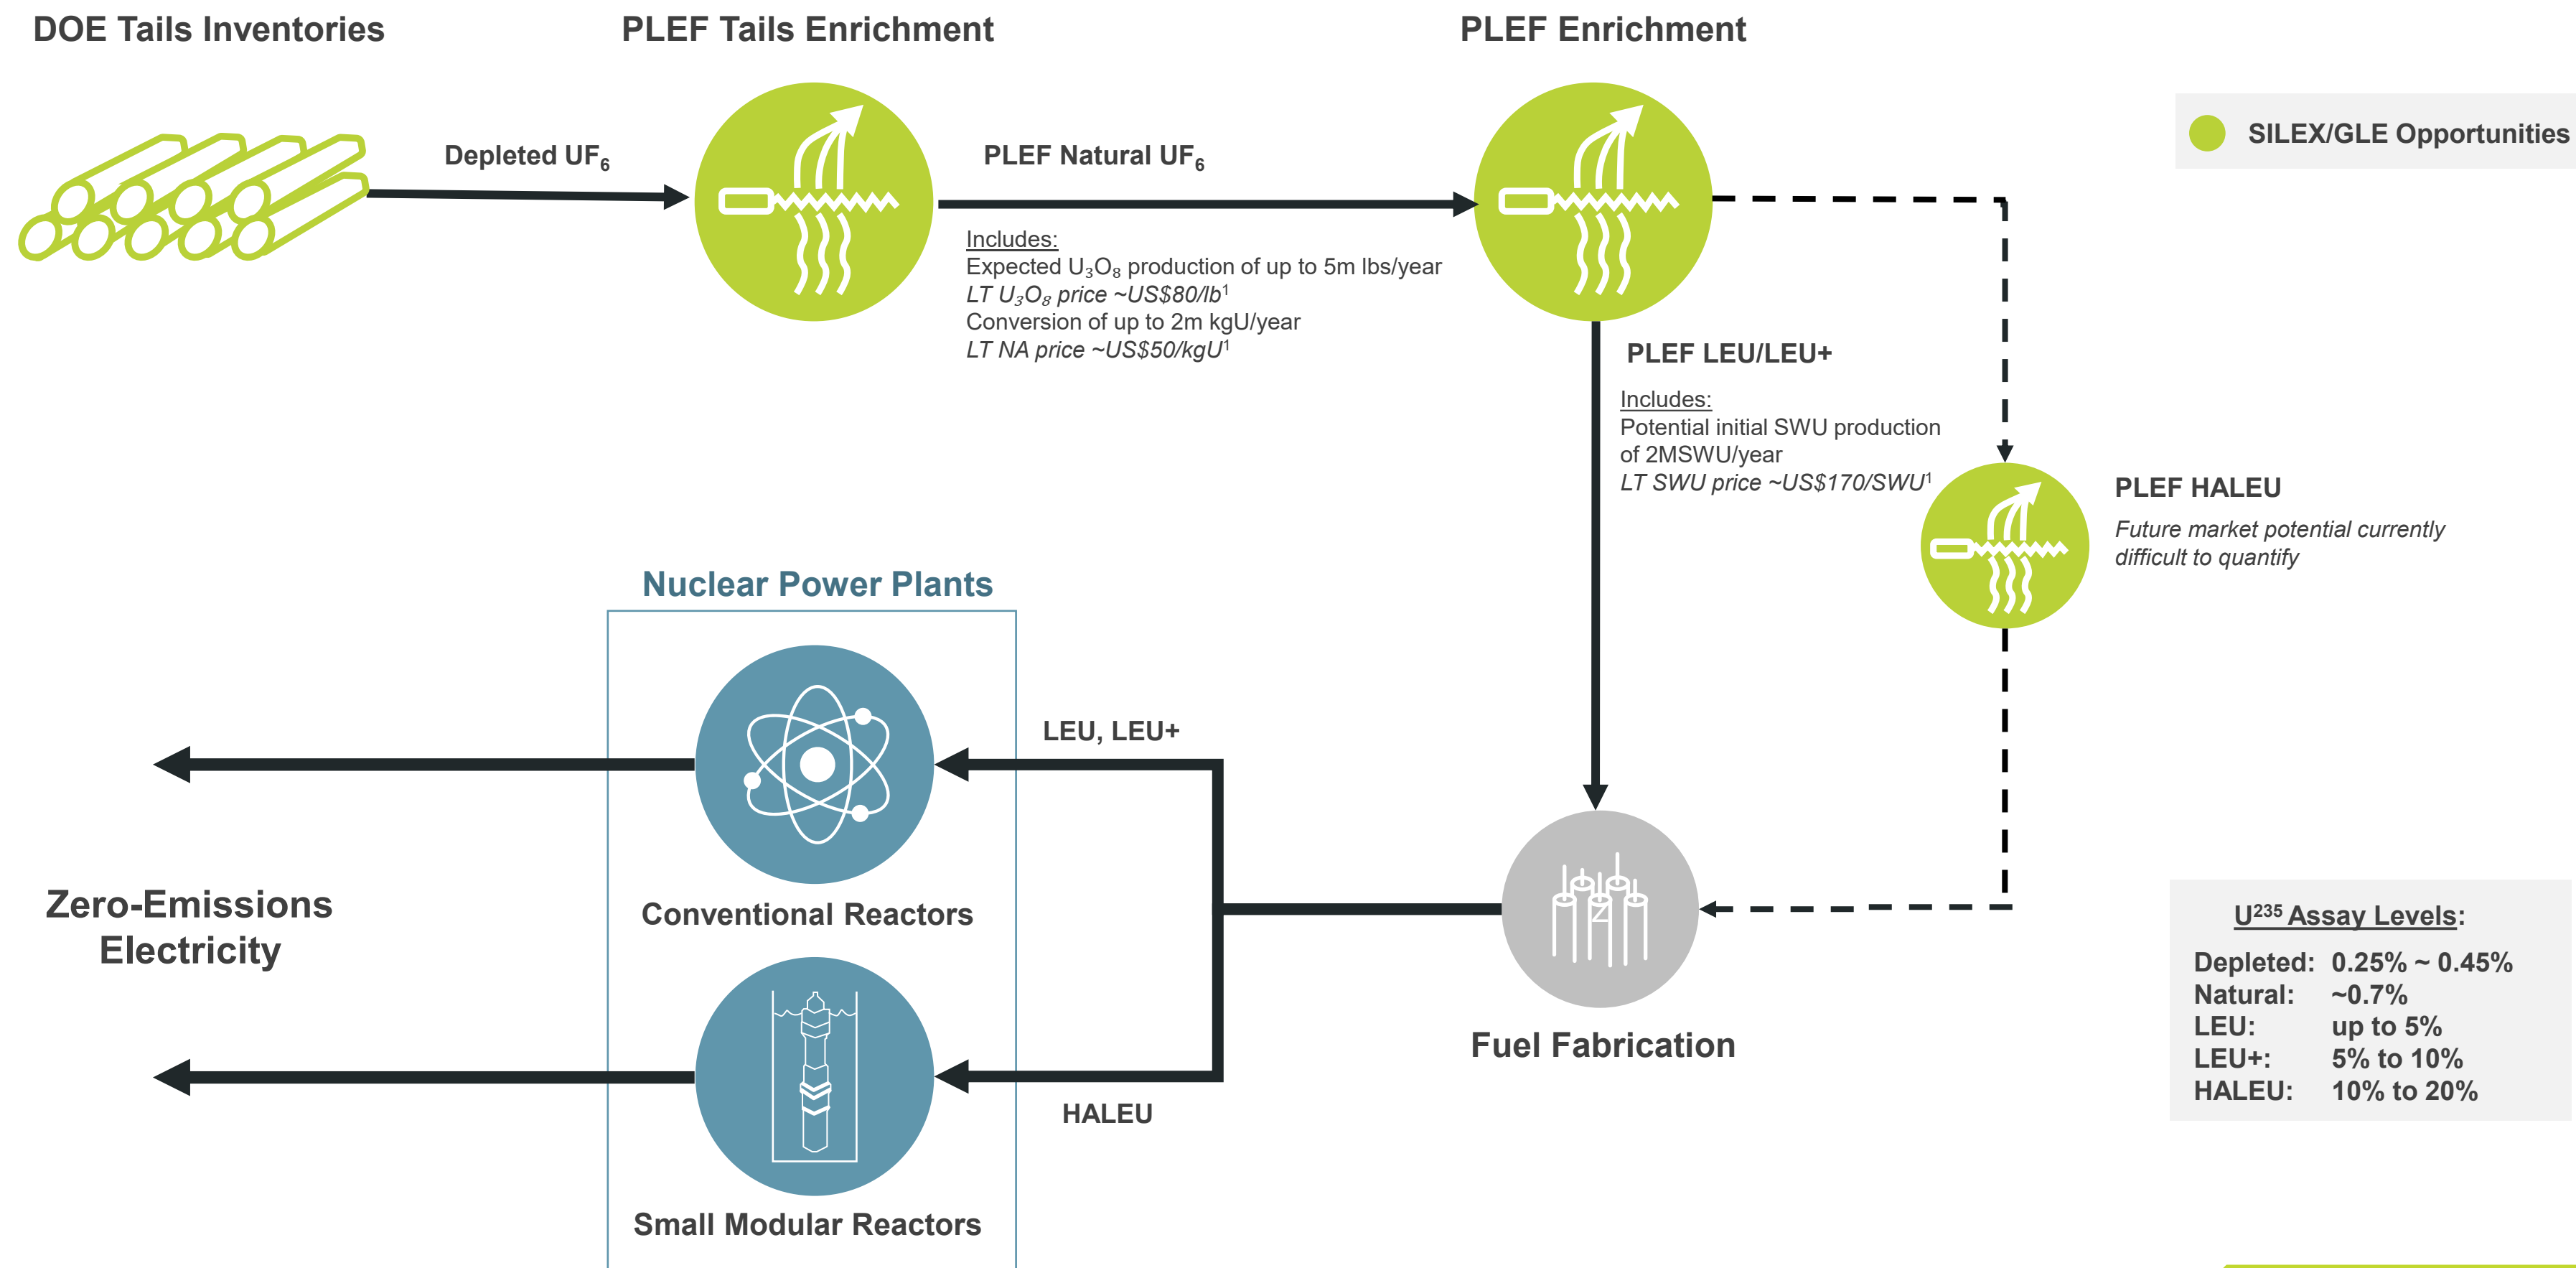 DOE Tails Inventories
PLEF Tails Enrichment
PLEF Enrichment
SILEX/GLE Opportunities
Depleted UF₆
PLEF Natural UF₆
Includes:
Expected U₃O₈ production of up to 5m lbs/year
LT U₃O₈ price ~US$80/lb¹
Conversion of up to 2m kgU/year
LT NA price ~US$50/kgU¹
PLEF LEU/LEU+
Includes:
Potential initial SWU production
of 2MSWU/year
LT SWU price ~US$170/SWU¹
PLEF HALEU
Future market potential currently
difficult to quantify
Nuclear Power Plants
LEU, LEU+
Conventional Reactors
Zero-Emissions
Electricity
Z
Fuel Fabrication
HALEU
Small Modular Reactors
U²³⁵ Assay Levels:
Depleted: 0.25% ~ 0.45%
Natural: ~0.7%
LEU: up to 5%
LEU+: 5% to 10%
HALEU: 10% to 20%